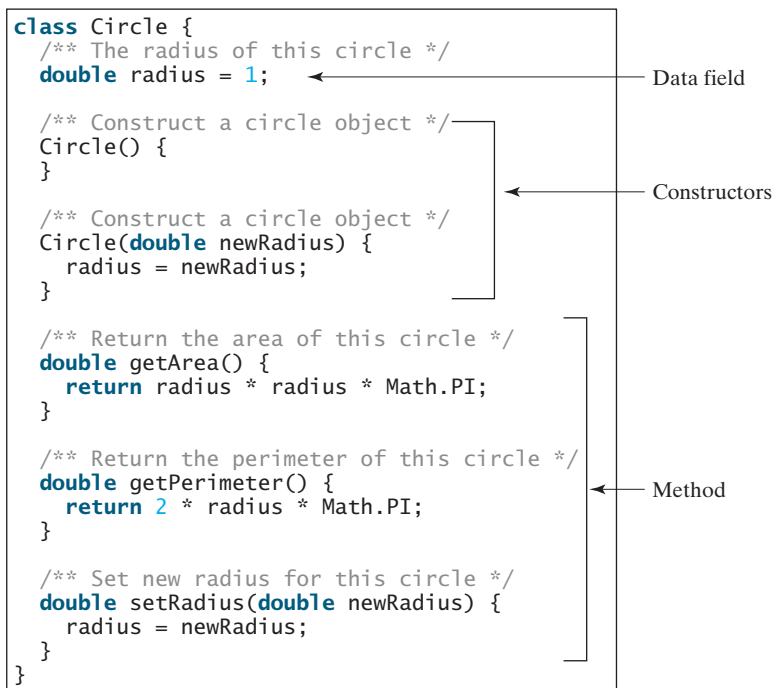 class Circle {
/** The radius of this circle */
double radius = 1;
Data field
/** Construct a circle object */
Circle() {
}
Constructors
/** Construct a circle object */
Circle(double newRadius) {
radius = newRadius;
}
/** Return the area of this circle */
double getArea() {
return radius * radius * Math.PI;
}
/** Return the perimeter of this circle */
double getPerimeter() {
return 2 * radius * Math.PI;
}
Method
/** Set new radius for this circle */
double setRadius(double newRadius) {
radius = newRadius;
}
}